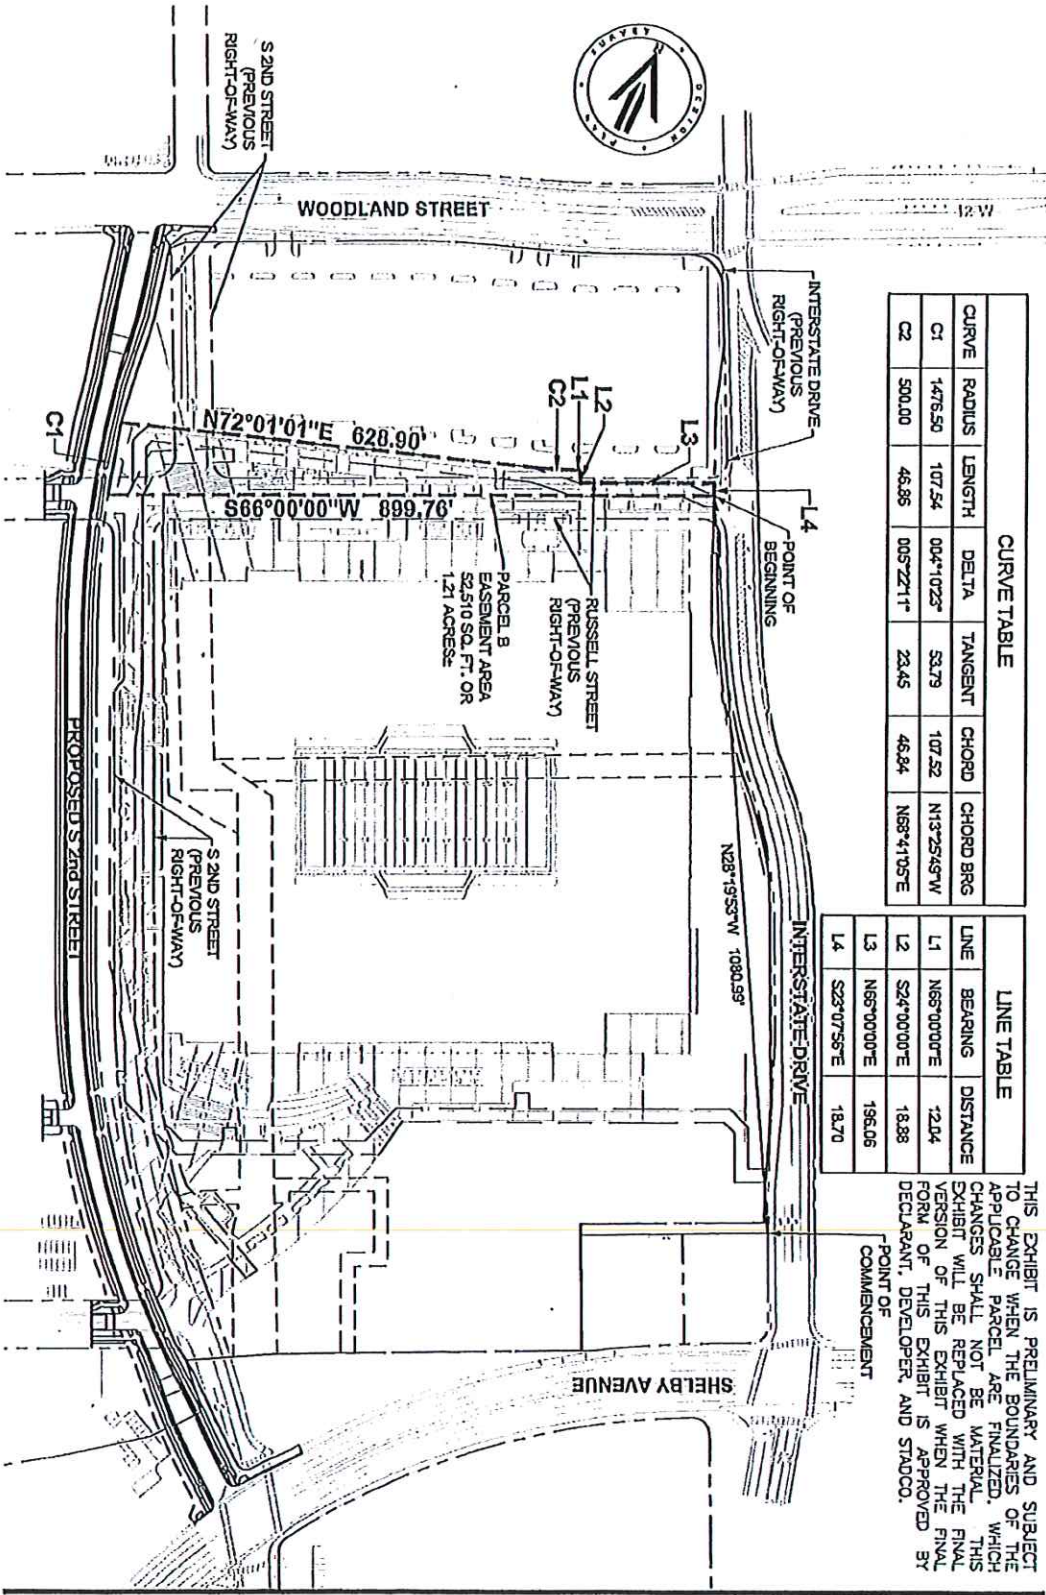 CURVE TABLE
CURVE RADIUS LENGTH DELTA TANGENT CHORD CHORD BRG
C1 1476.50 107.54 004°10'23" 53.79 107.52 N13°25'49"W
C2 500.00 46.86 005°22'11" 23.45 46.84 N68°41'05"E
LINE TABLE
LINE BEARING DISTANCE
L1 N66°00'00"E 12.04
L2 S24°00'00"E 18.88
L3 N66°00'00"E 196.06
L4 S23°07'56"E 18.70
THIS EXHIBIT IS PRELIMINARY AND SUBJECT
TO CHANGE WHEN THE BOUNDARIES OF THE
APPLICABLE PARCEL ARE FINALIZED, WHICH
CHANGES SHALL NOT BE MATERIAL. THIS
EXHIBIT WILL BE REPLACED WITH THE FINAL
VERSION OF THIS EXHIBIT WHEN THE FINAL
FORM OF THIS EXHIBIT IS APPROVED BY
DECLARANT, DEVELOPER, AND STADCO.
SURVEY
DESIGN
PLAN
S 2ND STREET
(PREVIOUS
RIGHT-OF-WAY)
WOODLAND STREET
INTERSTATE DRIVE
(PREVIOUS
RIGHT-OF-WAY)
L4
POINT OF
BEGINNING
L3
L2
L1
C2
N72°01'01"E 628.90'
C1
S66°00'00"W 899.76'
RUSSELL STREET
(PREVIOUS
RIGHT-OF-WAY)
PARCEL B
EASEMENT AREA
52,510 SQ. FT. OR
1.21 ACRES±
N28°19'53"W 1080.99'
INTERSTATE DRIVE
POINT OF
COMMENCEMENT
S 2ND STREET
(PREVIOUS
RIGHT-OF-WAY)
PROPOSED S 2nd STREET
SHELBY AVENUE